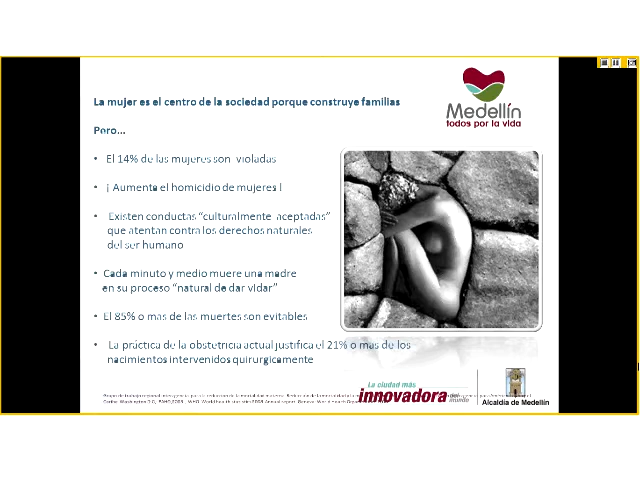 La mujer es el centro de la sociedad porque construye familias
Medellín
todos por la vida
Pero...
• El 14% de las mujeres son violadas
• ¡ Aumenta el homicidio de mujeres !
• Existen conductas “culturalmente aceptadas”
que atentan contra los derechos naturales
del ser humano
• Cada minuto y medio muere una madre
en su proceso “natural de dar vida”
• El 85% o mas de las muertes son evitables
• La práctica de la obstetricia actual justifica el 21% o mas de los
nacimientos intervenidos quirurgicamente
La ciudad más
innovadora del
mundo
Alcaldía de Medellín